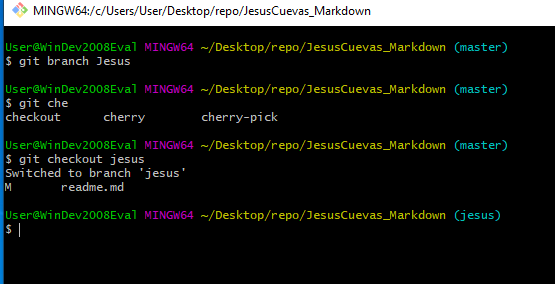 MINGW64:/c/Users/User/Desktop/repo/JesusCuevas_Markdown
User@WinDev2008Eval MINGW64 ~/Desktop/repo/JesusCuevas_Markdown (master)
$ git branch Jesus
User@WinDev2008Eval MINGW64 ~/Desktop/repo/JesusCuevas_Markdown (master)
$ git che
checkout      cherry        cherry-pick
User@WinDev2008Eval MINGW64 ~/Desktop/repo/JesusCuevas_Markdown (master)
$ git checkout jesus
Switched to branch 'jesus'
M       readme.md
User@WinDev2008Eval MINGW64 ~/Desktop/repo/JesusCuevas_Markdown (jesus)
$